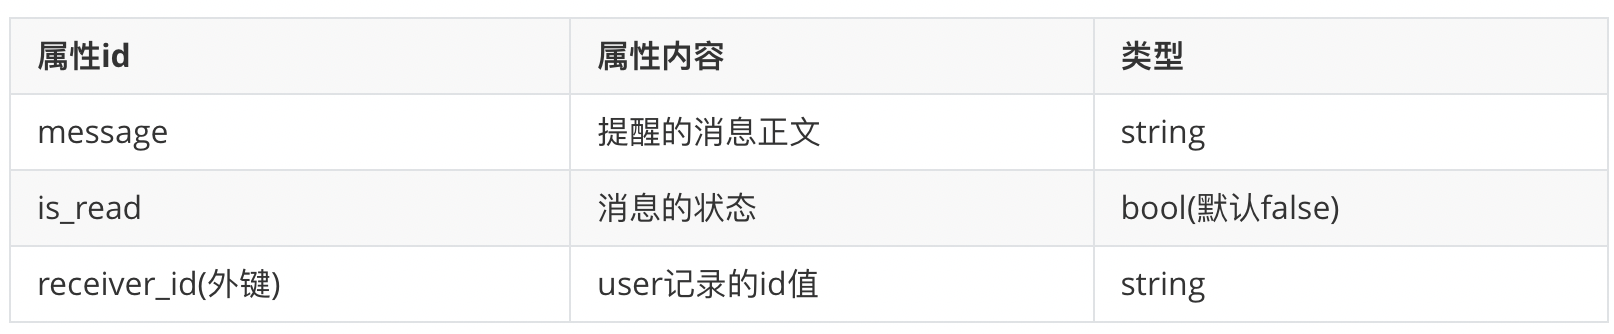 属性id 属性内容 类型
message 提醒的消息正文 string
is_read 消息的状态 bool(默认false)
receiver_id(外键) user记录的id值 string